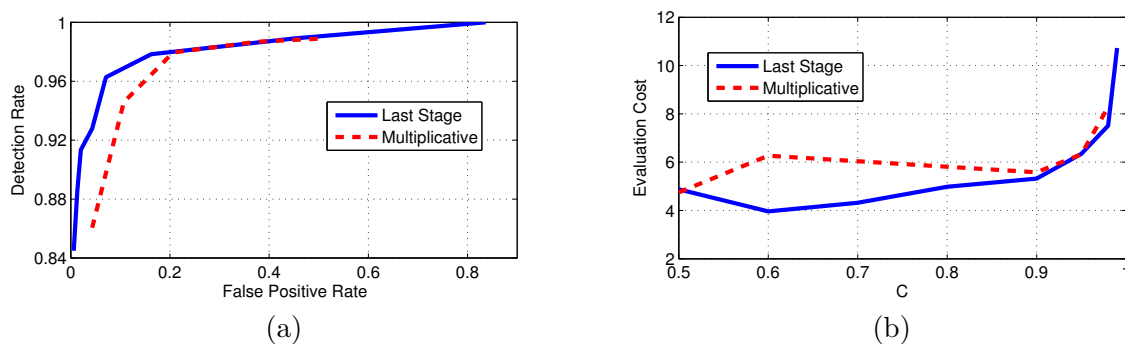 1
0.96
0.92
0.88
0.84
Detection Rate
0 0.2 0.4 0.6 0.8
False Positive Rate
Last Stage
Multiplicative
(a)
12
10
8
6
4
2
Evaluation Cost
0.5 0.6 0.7 0.8 0.9 1
C
Last Stage
Multiplicative
(b)